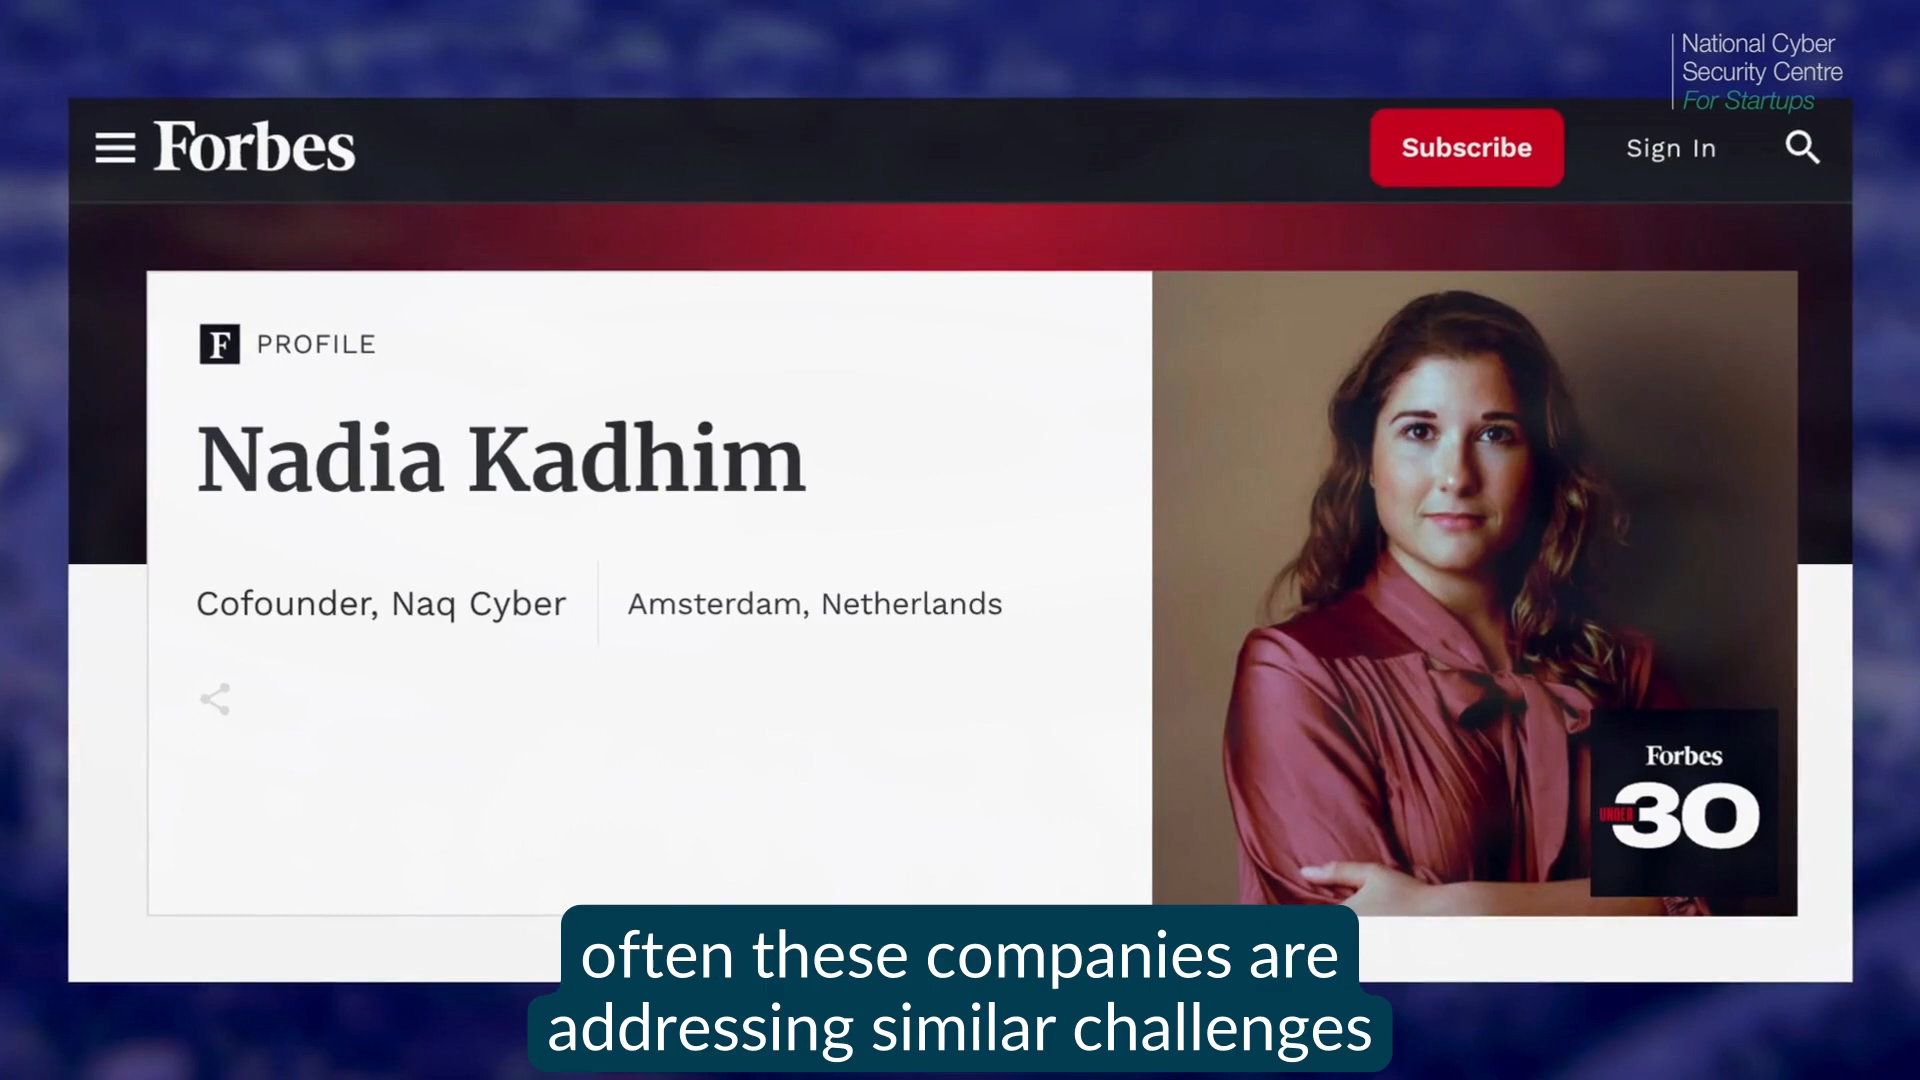 National Cyber
Security Centre
For Startups
Forbes
Subscribe
Sign In
F PROFILE
Nadia Kadhim
Cofounder, Naq Cyber
Amsterdam, Netherlands
Forbes
UNDER 30
often these companies are
addressing similar challenges